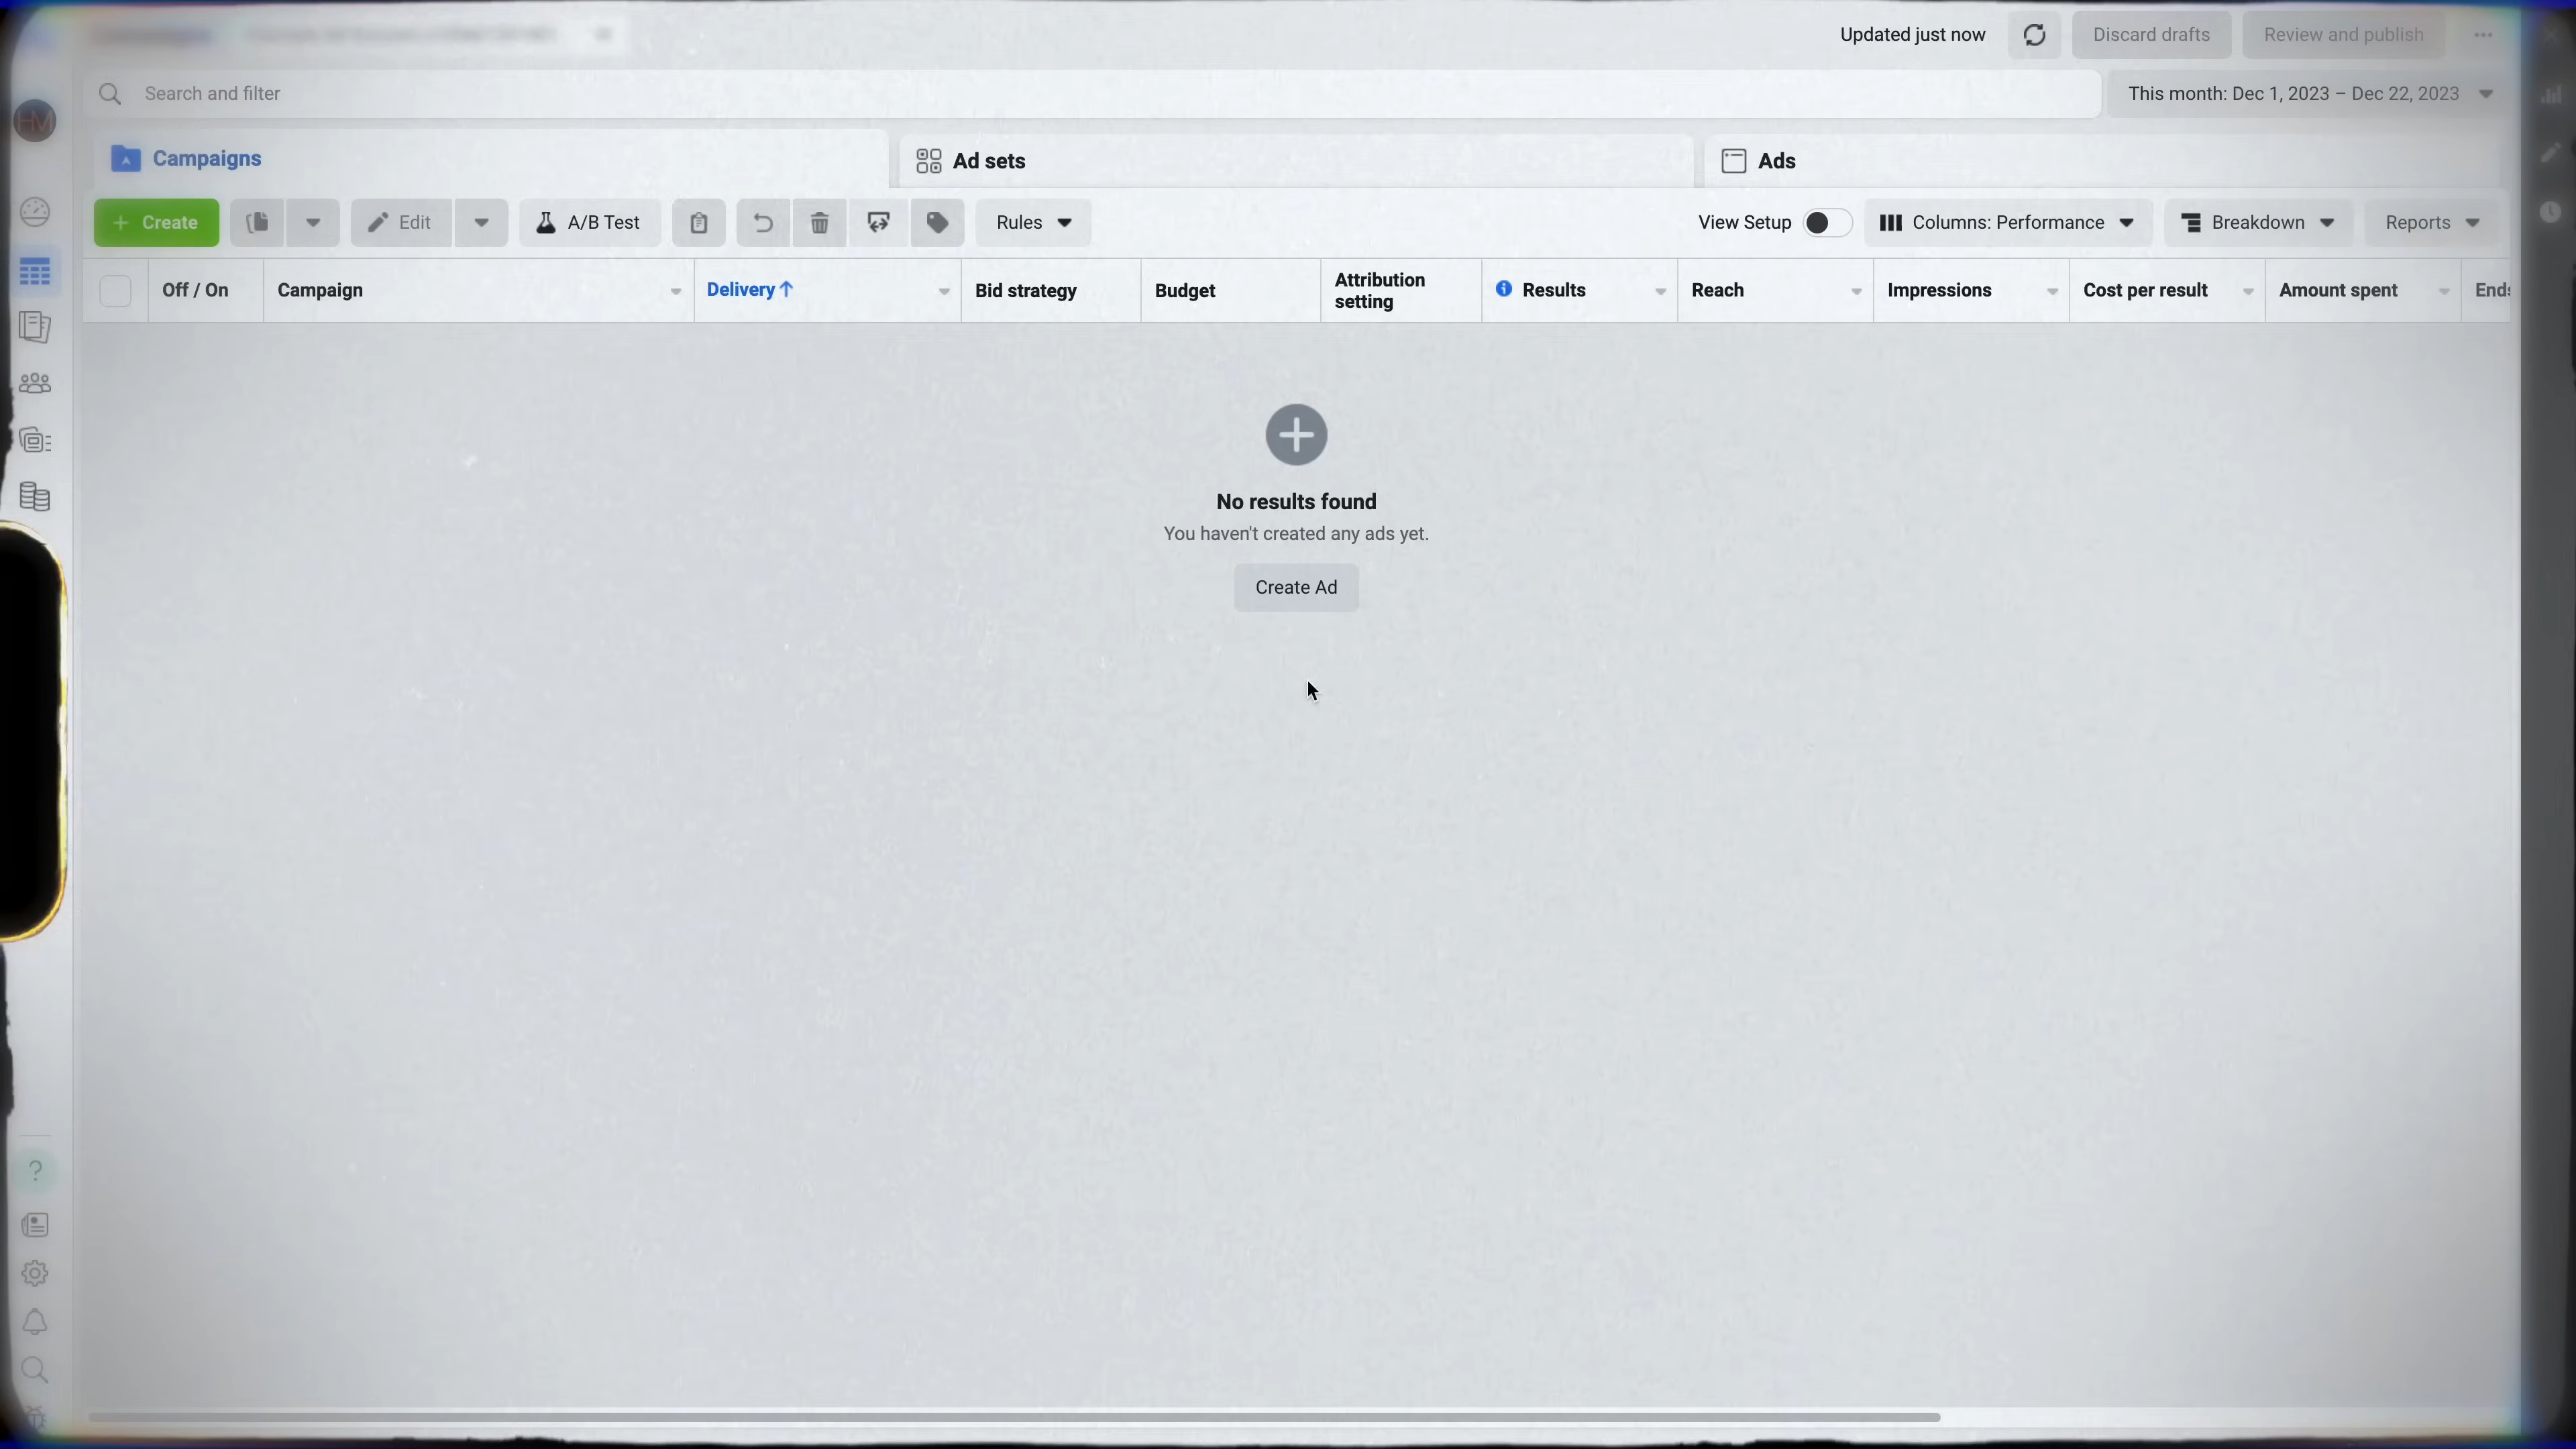 Updated just now
Discard drafts
Review and publish
Search and filter
This month: Dec 1, 2023 – Dec 22, 2023
HM
Campaigns
Ad sets
Ads
+ Create
Edit
A/B Test
Rules
View Setup
Columns: Performance
Breakdown
Reports
Off / On
Campaign
Delivery ↑
Bid strategy
Budget
Attribution
setting
Results
Reach
Impressions
Cost per result
Amount spent
Ends
No results found
You haven't created any ads yet.
Create Ad